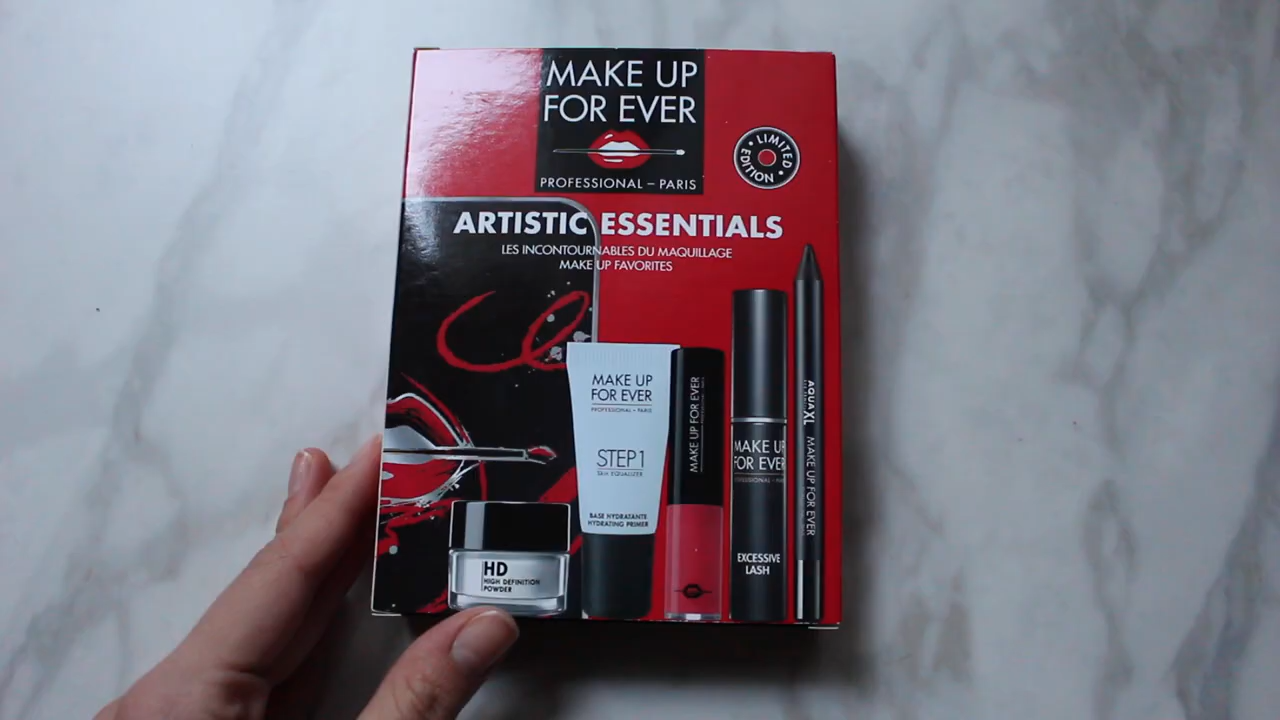 MAKE UP
FOR EVER
PROFESSIONAL – PARIS
• LIMITED •
EDITION
ARTISTIC ESSENTIALS
LES INCONTOURNABLES DU MAQUILLAGE
MAKE UP FAVORITES
MAKE UP
FOR EVER
PROFESSIONAL – PARIS
STEP 1
SKIN EQUALIZER
BASE HYDRATANTE
HYDRATING PRIMER
HD
HIGH DEFINITION
POWDER
MAKE UP FOR EVER
MAKE UP
FOR EVER
EXCESSIVE
LASH
AQUA XL MAKE UP FOR EVER